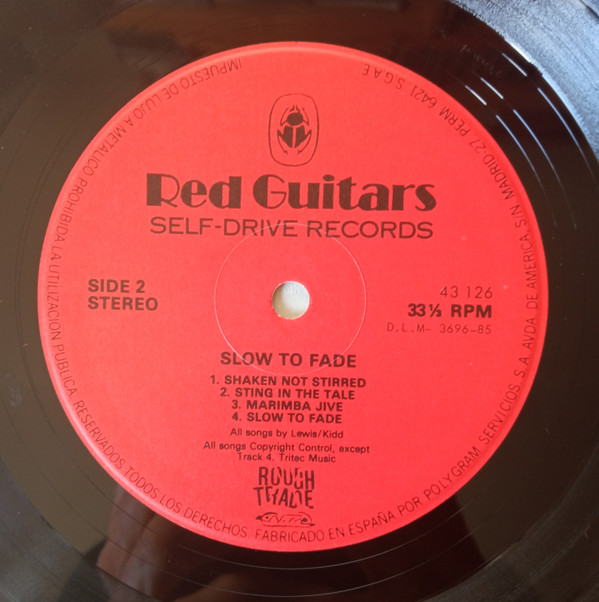 Red Guitars
SELF-DRIVE RECORDS
SIDE 2
STEREO
43 126
33⅓ RPM
D.L.M- 3696-85
SLOW TO FADE
1. SHAKEN NOT STIRRED
2. STING IN THE TALE
3. MARIMBA JIVE
4. SLOW TO FADE
All songs by Lewis/Kidd
All songs Copyright Control, except
Track 4. Tritec Music
ROUGH
TRADE
IMPUESTO DE LUJO A METALICO PROHIBIDA LA UTILIZACION PUBLICA. RESERVADOS TODOS LOS DERECHOS. FABRICADO EN ESPAÑA POR POLYGRAM. SERVICIOS, S.A. AVDA. DE AMERICA, S/N MADRID-27 PERM 6421 S.G.A.E